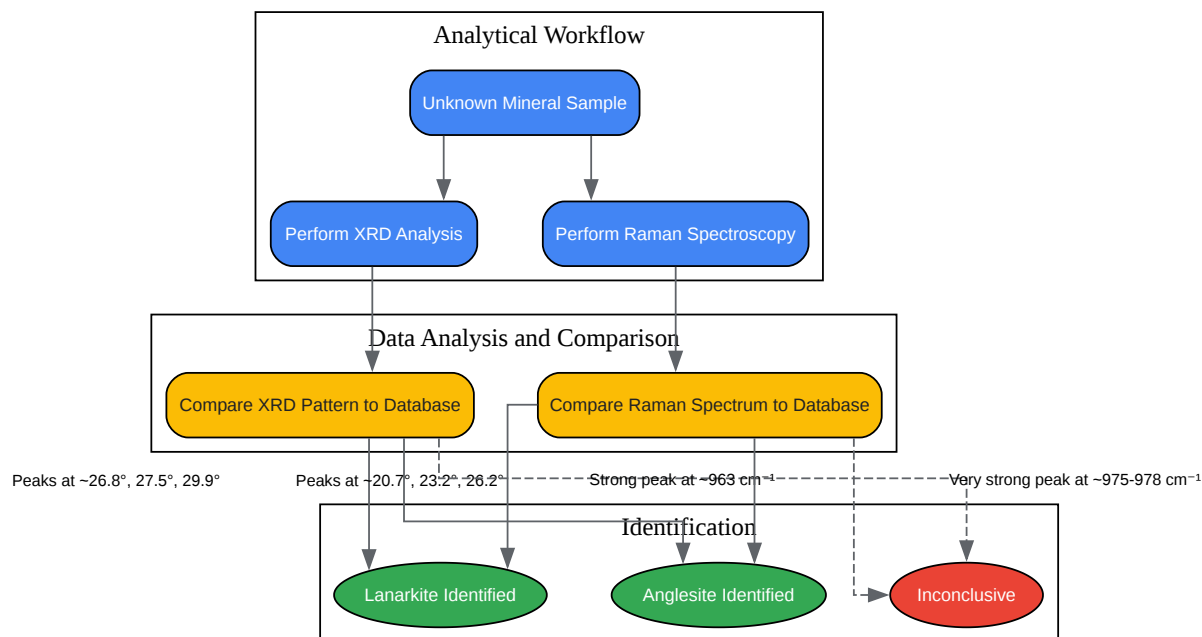 Analytical Workflow
Unknown Mineral Sample
Perform XRD Analysis
Perform Raman Spectroscopy
Data Analysis and Comparison
Compare XRD Pattern to Database
Compare Raman Spectrum to Database
Peaks at ~26.8°, 27.5°, 29.9°
Peaks at ~20.7°, 23.2°, 26.2°
Strong peak at ~963 cm⁻¹
Very strong peak at ~975-978 cm⁻¹
Identification
Lanarkite Identified
Anglesite Identified
Inconclusive